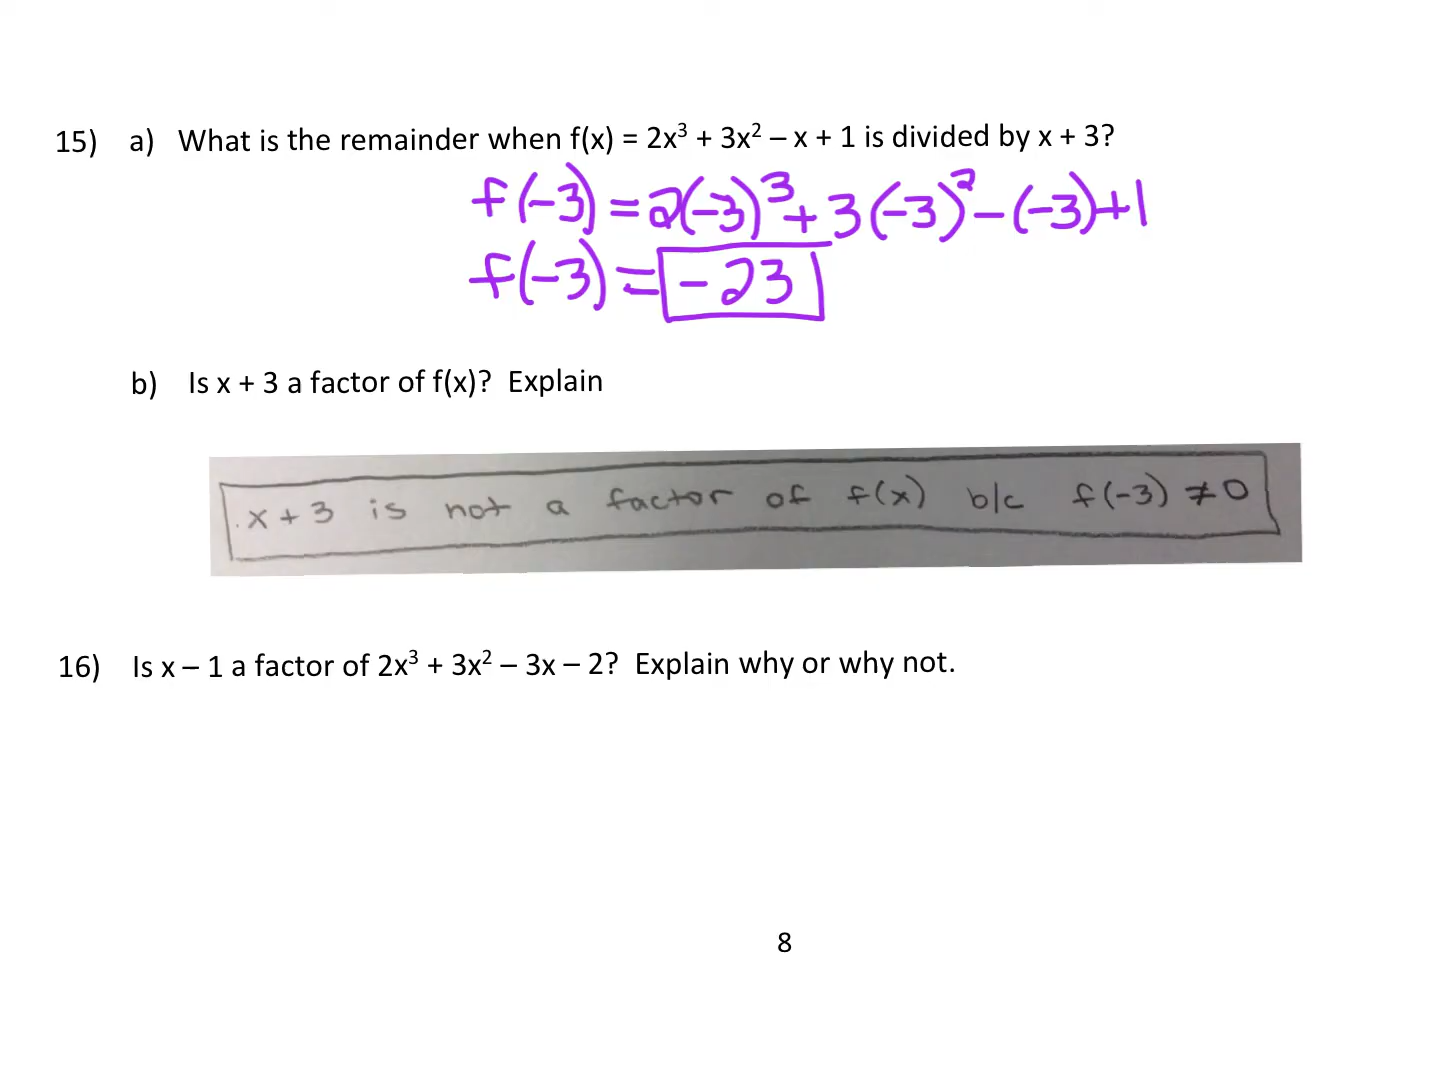 15) a) What is the remainder when f(x) = 2x³ + 3x² – x + 1 is divided by x + 3?
f(-3) = 2(-3)³ + 3(-3)² - (-3) + 1
f(-3) = -23
b) Is x + 3 a factor of f(x)? Explain
x + 3 is not a factor of f(x) b/c f(-3) ≠ 0
16) Is x – 1 a factor of 2x³ + 3x² – 3x – 2? Explain why or why not.
8